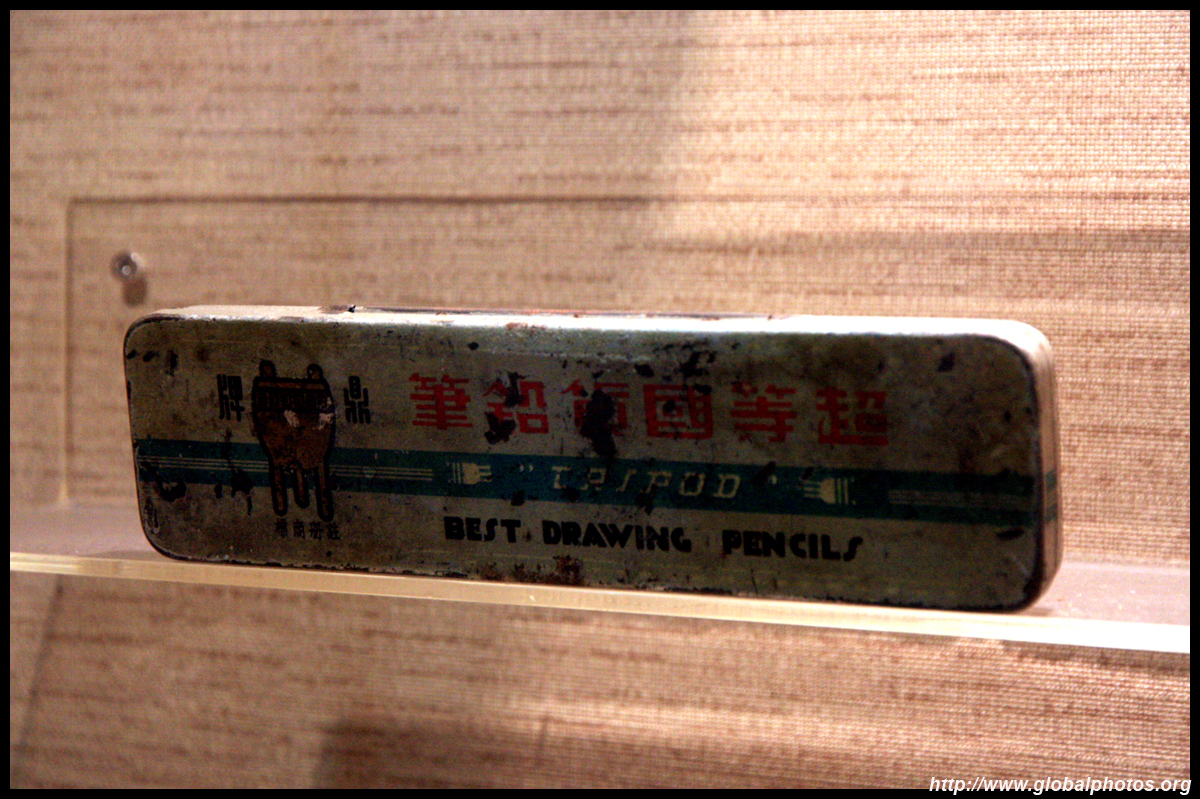 鼎牌
超等國貨鉛筆
"TRIPOD"
BEST DRAWING PENCILS
http://www.globalphotos.org